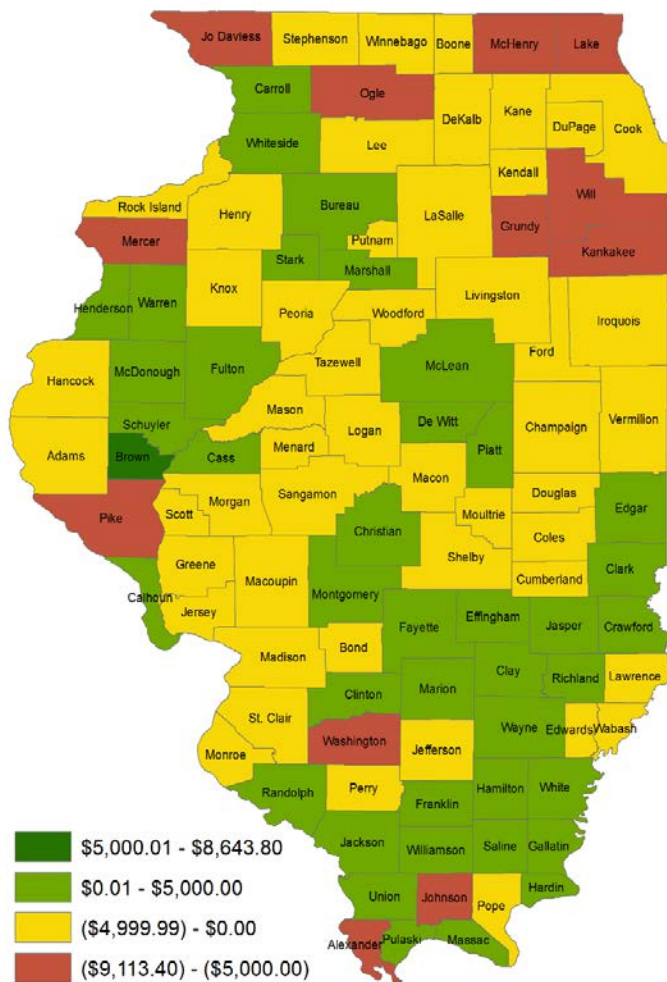 Jo Daviess
Stephenson
Winnebago
Boone
McHenry
Lake
Carroll
Ogle
DeKalb
Kane
DuPage
Cook
Whiteside
Lee
Kendall
Will
Rock Island
Henry
Bureau
LaSalle
Grundy
Mercer
Putnam
Kankakee
Stark
Marshall
Knox
Henderson
Warren
Peoria
Woodford
Livingston
Iroquois
Ford
Hancock
McDonough
Fulton
Tazewell
McLean
Mason
Logan
De Witt
Champaign
Vermilion
Schuyler
Adams
Brown
Cass
Menard
Piatt
Macon
Sangamon
Morgan
Scott
Douglas
Moultrie
Edgar
Pike
Christian
Coles
Shelby
Greene
Macoupin
Cumberland
Clark
Calhoun
Montgomery
Jersey
Fayette
Effingham
Jasper
Crawford
Madison
Bond
Clay
Richland
Lawrence
Clinton
Marion
St. Clair
Wayne
Edwards
Wabash
Washington
Jefferson
Monroe
Randolph
Perry
Hamilton
White
Franklin
Jackson
Williamson
Saline
Gallatin
Union
Johnson
Pope
Hardin
Alexander
Pulaski
Massac
$5,000.01 - $8,643.80
$0.01 - $5,000.00
($4,999.99) - $0.00
($9,113.40) - ($5,000.00)